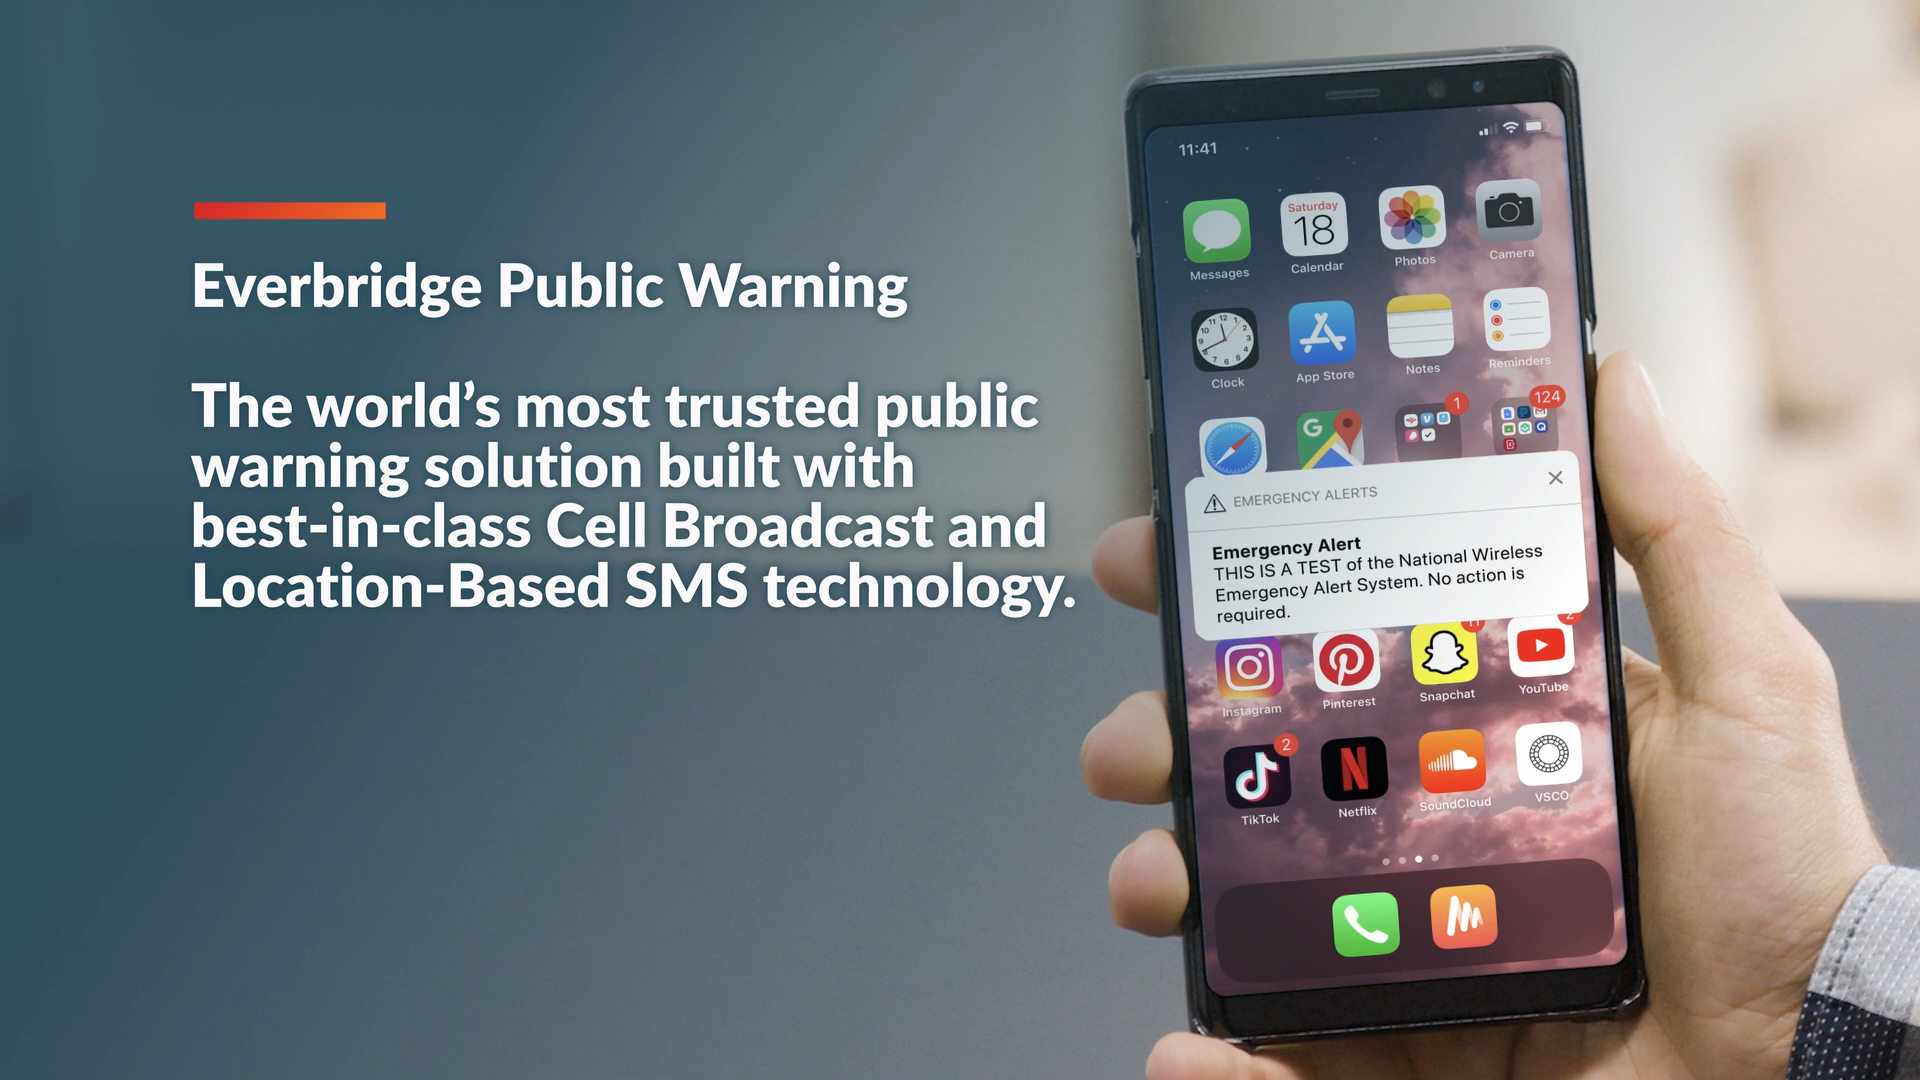 Everbridge Public Warning
The world’s most trusted public
warning solution built with
best-in-class Cell Broadcast and
Location-Based SMS technology.
11:41
Messages
Saturday
18
Calendar
Photos
Camera
Clock
App Store
Notes
Reminders
G
1
124
EMERGENCY ALERTS
Emergency Alert
THIS IS A TEST of the National Wireless
Emergency Alert System. No action is
required.
Instagram
Pinterest
11
Snapchat
2
YouTube
2
TikTok
N
Netflix
SoundCloud
VSCO